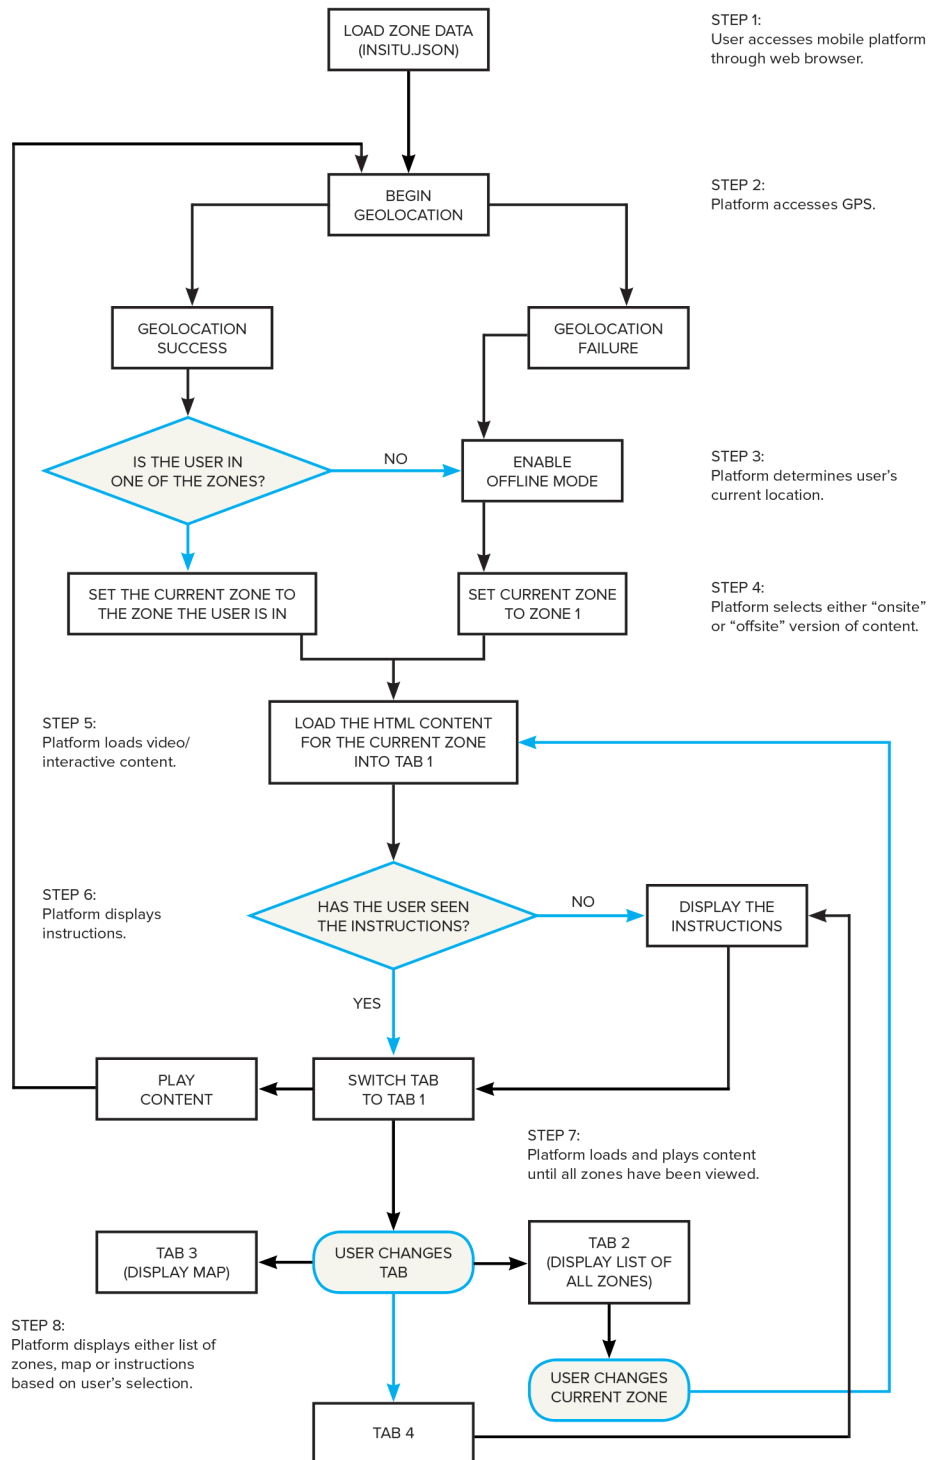 LOAD ZONE DATA
(INSITU.JSON)
STEP 1:
User accesses mobile platform
through web browser.
BEGIN
GEOLOCATION
STEP 2:
Platform accesses GPS.
GEOLOCATION
SUCCESS
GEOLOCATION
FAILURE
IS THE USER IN
ONE OF THE ZONES?
NO
ENABLE
OFFLINE MODE
STEP 3:
Platform determines user's
current location.
SET THE CURRENT ZONE TO
THE ZONE THE USER IS IN
SET CURRENT ZONE
TO ZONE 1
STEP 4:
Platform selects either “onsite”
or “offsite” version of content.
STEP 5:
Platform loads video/
interactive content.
LOAD THE HTML CONTENT
FOR THE CURRENT ZONE
INTO TAB 1
STEP 6:
Platform displays
instructions.
HAS THE USER SEEN
THE INSTRUCTIONS?
NO
DISPLAY THE
INSTRUCTIONS
YES
PLAY
CONTENT
SWITCH TAB
TO TAB 1
STEP 7:
Platform loads and plays content
until all zones have been viewed.
TAB 3
(DISPLAY MAP)
USER CHANGES
TAB
TAB 2
(DISPLAY LIST OF
ALL ZONES)
STEP 8:
Platform displays either list of
zones, map or instructions
based on user's selection.
USER CHANGES
CURRENT ZONE
TAB 4